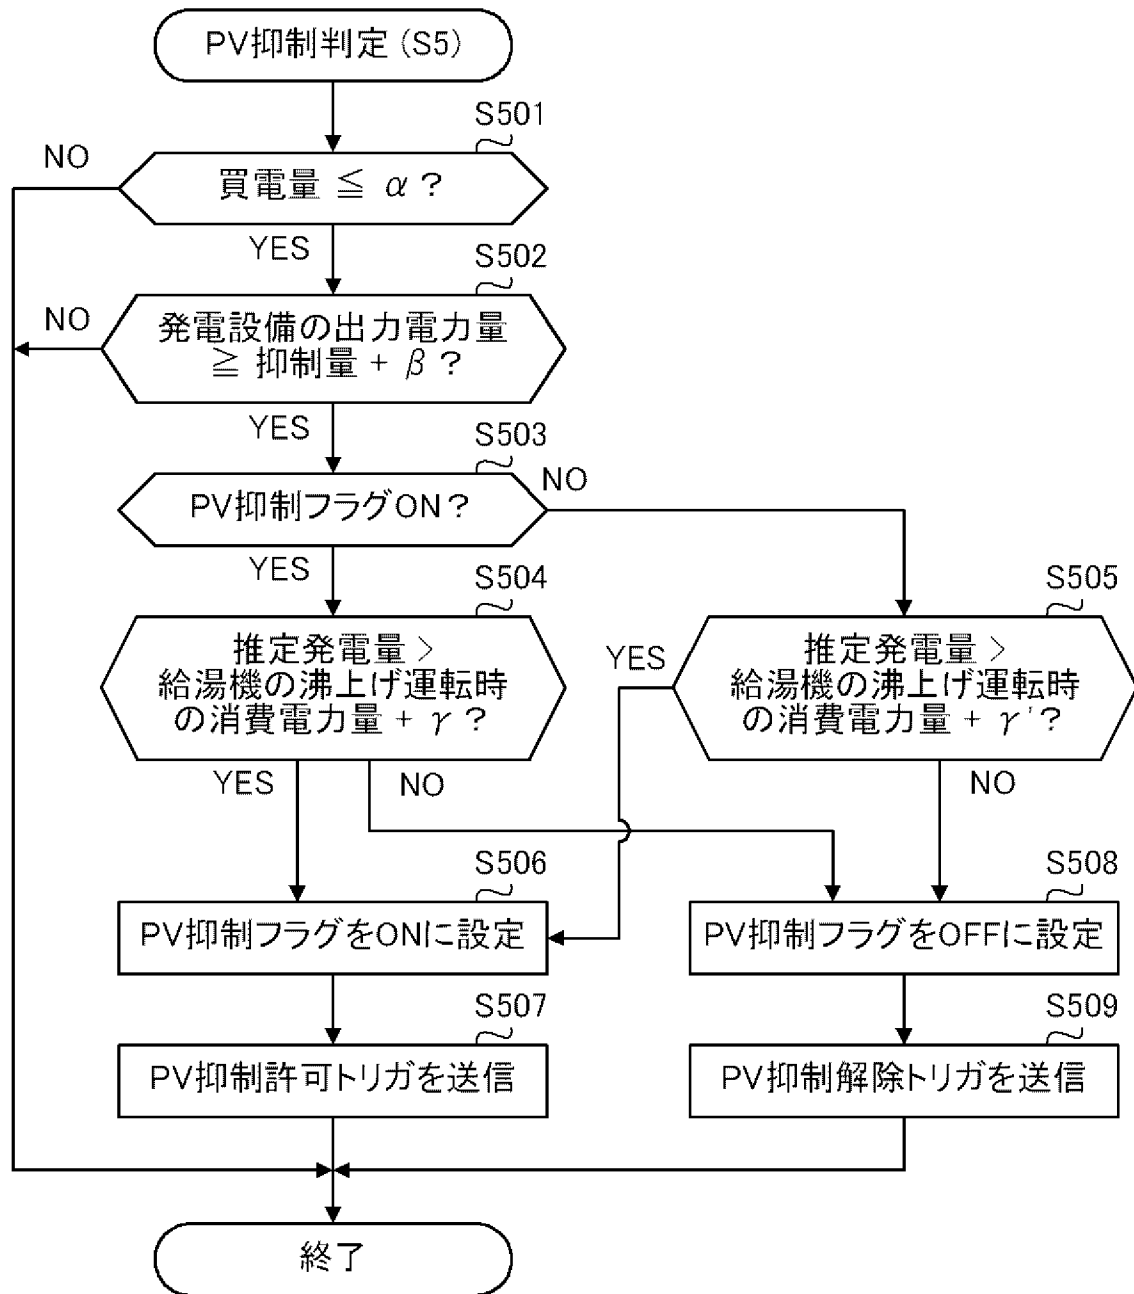 PV抑制判定 (S5)
S501
NO
買電量 ≦ α ?
YES
S502
NO
発電設備の出力電力量
≧ 抑制量 + β ?
YES
S503
NO
PV抑制フラグON?
YES
S504
推定発電量 >
給湯機の沸上げ運転時
の消費電力量 + γ ?
YES
NO
S505
YES
推定発電量 >
給湯機の沸上げ運転時
の消費電力量 + γ'?
NO
S506
PV抑制フラグをONに設定
S508
PV抑制フラグをOFFに設定
S507
PV抑制許可トリガを送信
S509
PV抑制解除トリガを送信
終了